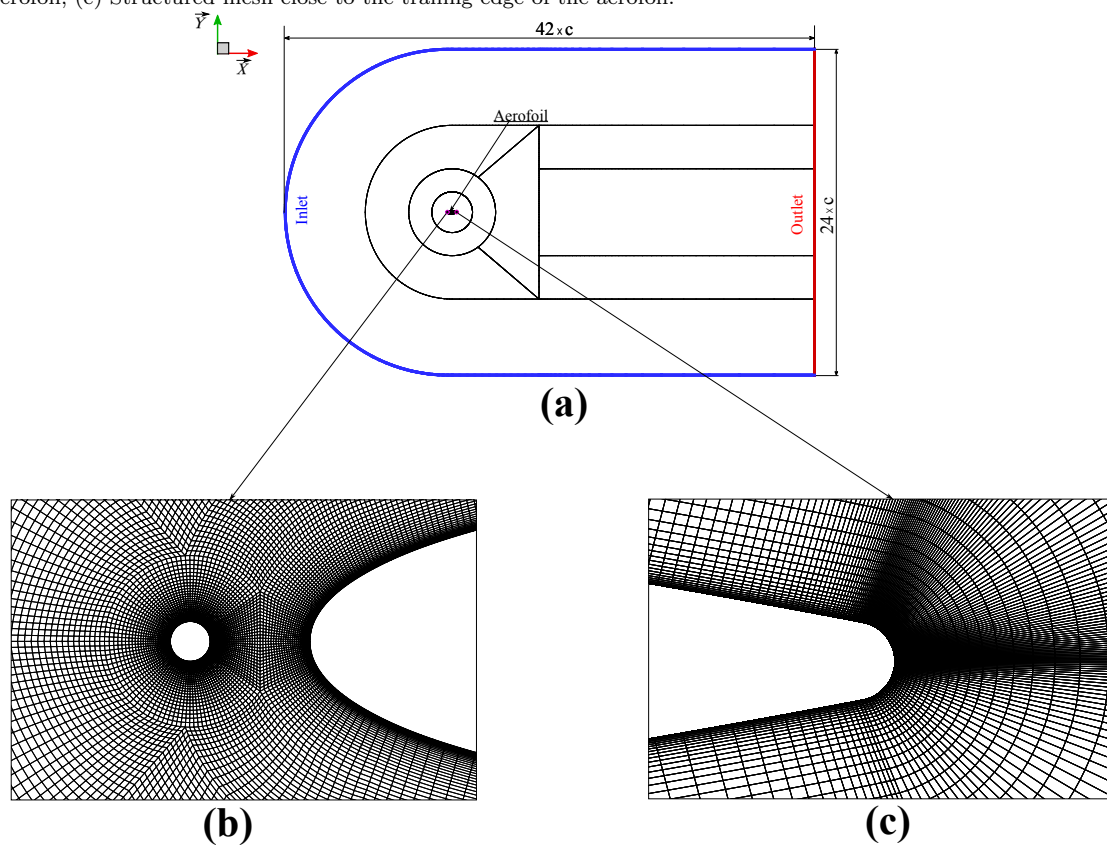 aerofoil; (c) Structured mesh close to the trailing edge of the aerofoil.
Y
X
42×c
Aerofoil
Inlet
Outlet
24×c
(a)
(b)
(c)